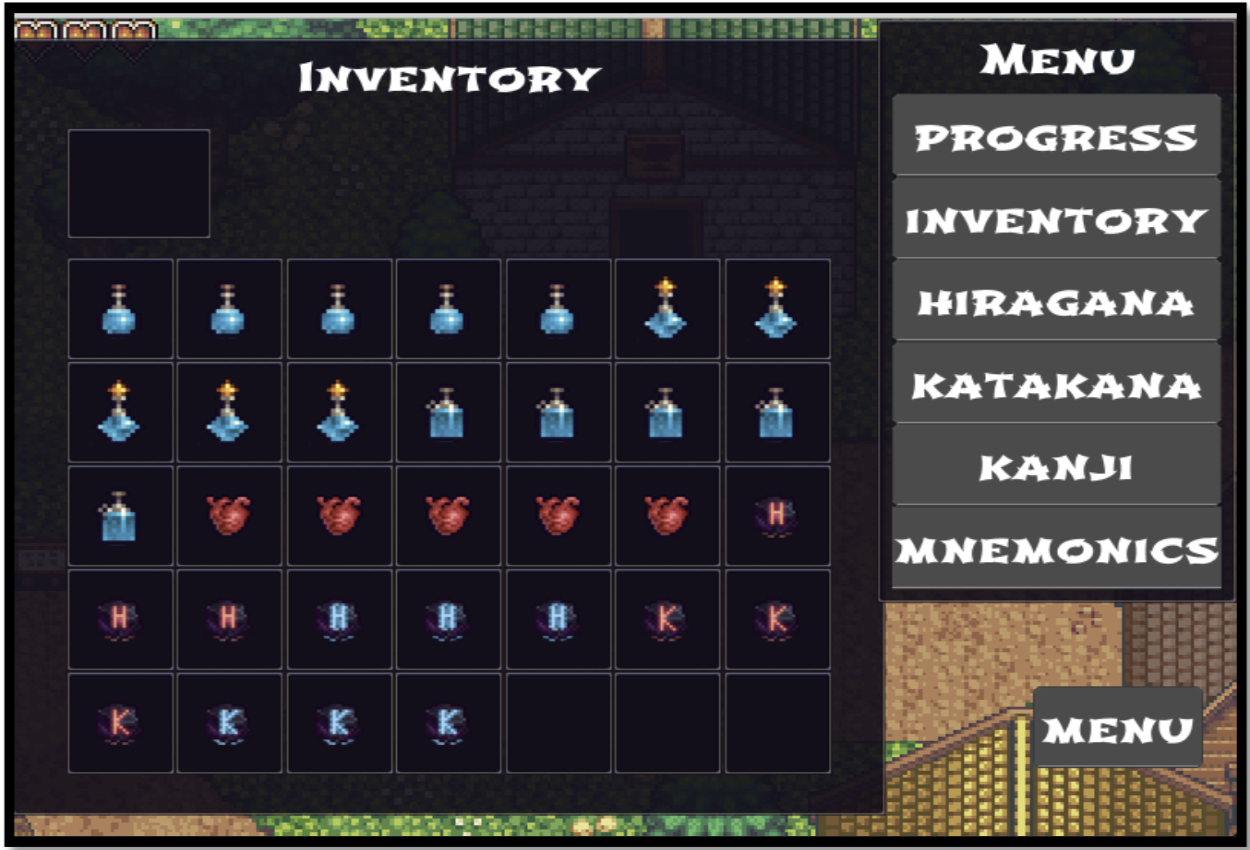 INVENTORY
H
H H H H H K K
K K K K
MENU
PROGRESS
INVENTORY
HIRAGANA
KATAKANA
KANJI
MNEMONICS
MENU